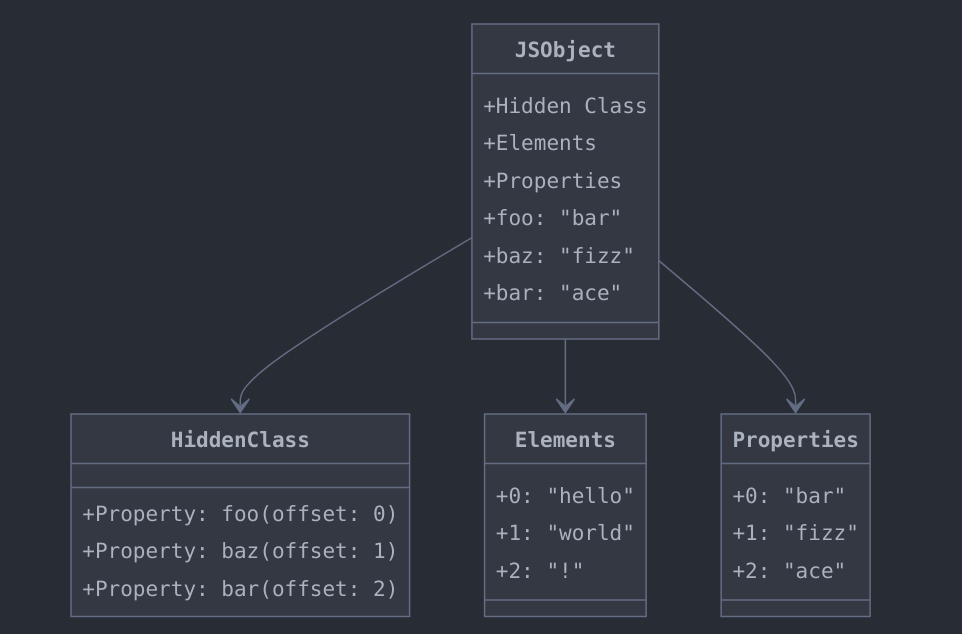 JSObject
+Hidden Class
+Elements
+Properties
+foo: "bar"
+baz: "fizz"
+bar: "ace"
HiddenClass
+Property: foo(offset: 0)
+Property: baz(offset: 1)
+Property: bar(offset: 2)
Elements
+0: "hello"
+1: "world"
+2: "!"
Properties
+0: "bar"
+1: "fizz"
+2: "ace"